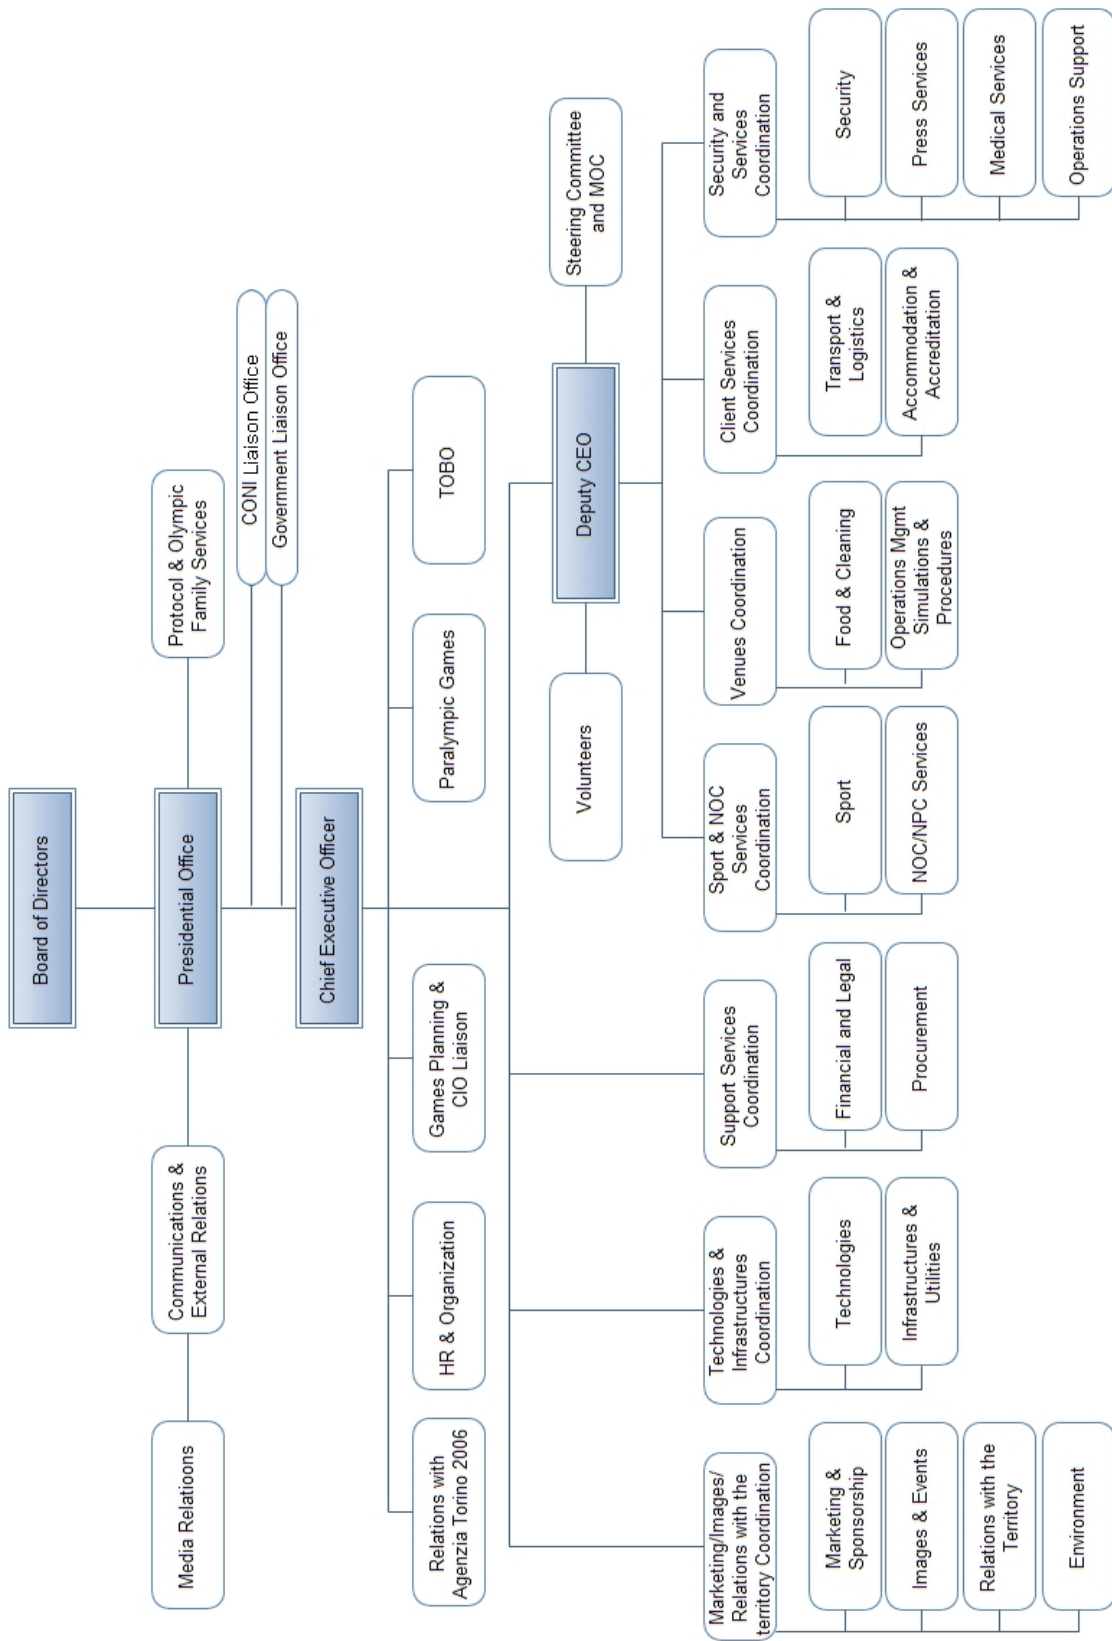 Board of Directors
Media Relatioons
Communications &
External Relations
Presidential Office
Protocol & Olympic
Family Services
CONI Liaison Office
Government Liaison Office
Chief Executive Officer
Relations with
Agenzia Torino 2006
HR & Organization
Games Planning &
CIO Liaison
Paralympic Games
TOBO
Volunteers
Deputy CEO
Steering Committee
and MOC
Marketing/Images/
Relations with the
territory Coordination
Marketing &
Sponsorship
Images & Events
Relations with the
Territory
Environment
Technologies &
Infrastructures
Coordination
Technologies
Infrastructures &
Utilities
Support Services
Coordination
Financial and Legal
Procurement
Sport & NOC
Services
Coordination
Sport
NOC/NPC Services
Venues Coordination
Food & Cleaning
Operations Mgmt
Simulations &
Procedures
Client Services
Coordination
Transport &
Logistics
Accommodation &
Accreditation
Security and
Services
Coordination
Security
Press Services
Medical Services
Operations Support